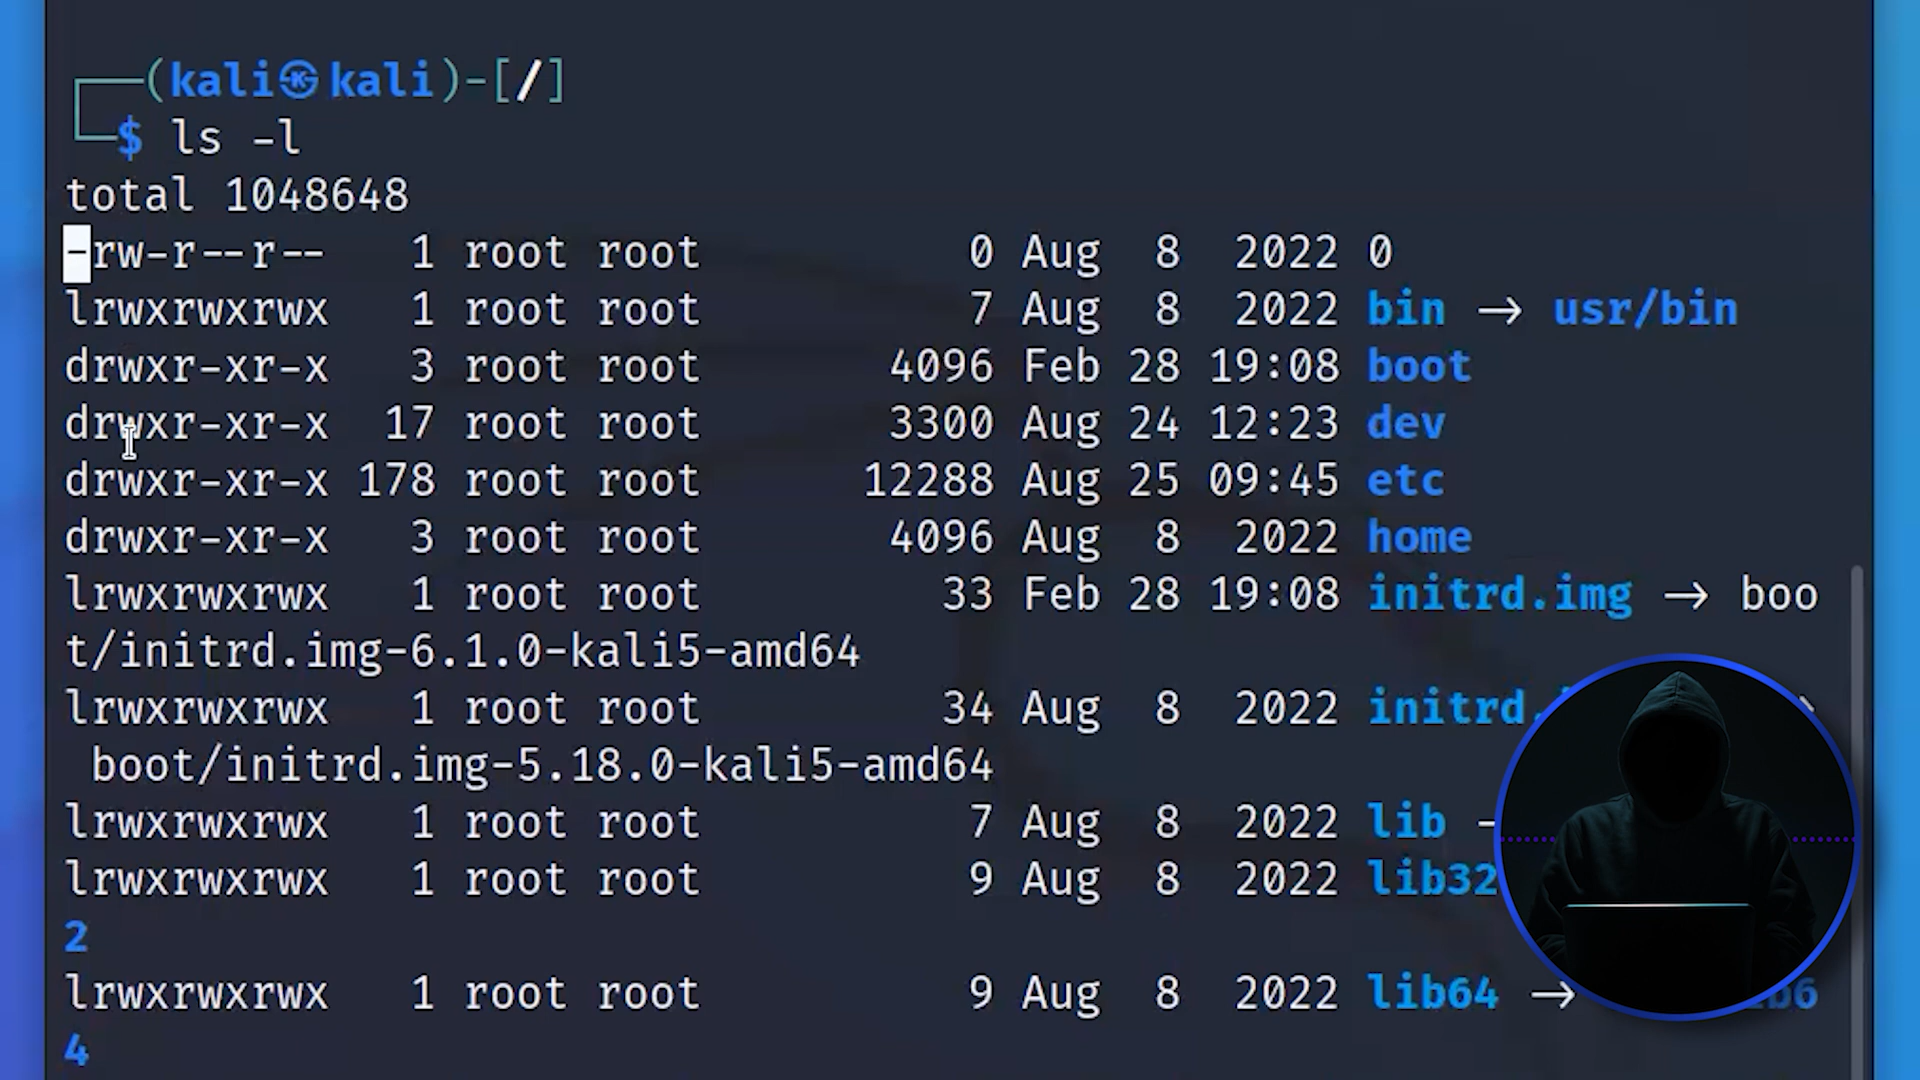 (kali㉿kali)-[/]
$ ls -l
total 1048648
-rw-r--r-- 1 root root 0 Aug 8 2022 0
lrwxrwxrwx 1 root root 7 Aug 8 2022 bin → usr/bin
drwxr-xr-x 3 root root 4096 Feb 28 19:08 boot
drwxr-xr-x 17 root root 3300 Aug 24 12:23 dev
drwxr-xr-x 178 root root 12288 Aug 25 09:45 etc
drwxr-xr-x 3 root root 4096 Aug 8 2022 home
lrwxrwxrwx 1 root root 33 Feb 28 19:08 initrd.img → boo
t/initrd.img-6.1.0-kali5-amd64
lrwxrwxrwx 1 root root 34 Aug 8 2022
boot/initrd.img-5.18.0-kali5-amd64
lrwxrwxrwx 1 root root 7 Aug 8 2022 lib
lrwxrwxrwx 1 root root 9 Aug 8 2022 lib32
2
lrwxrwxrwx 1 root root 9 Aug 8 2022 lib64 →
4